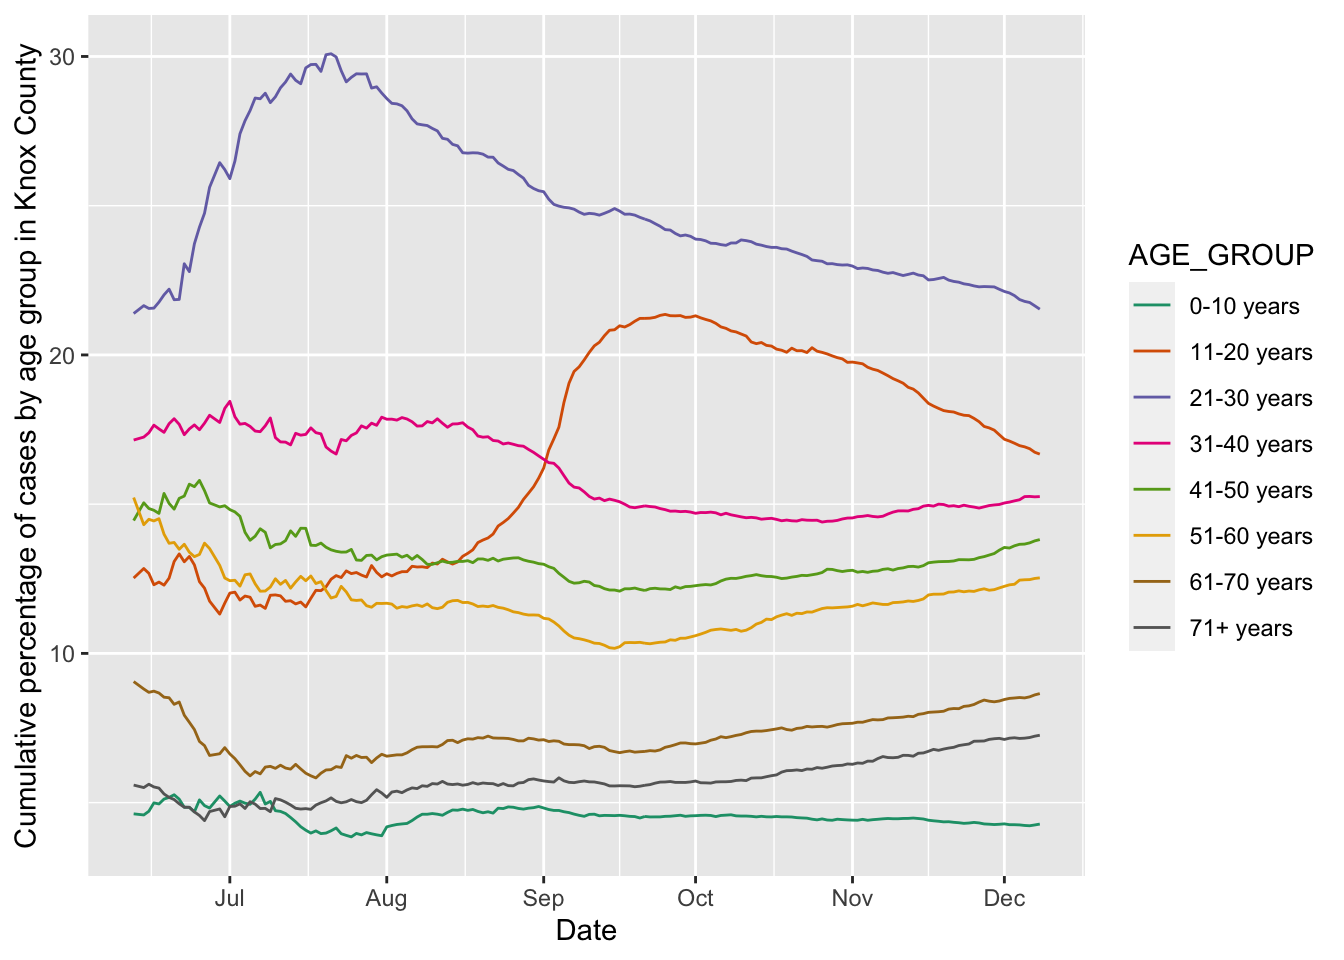 Cumulative percentage of cases by age group in Knox County
30
20
10
Jul Aug Sep Oct Nov Dec
Date
AGE_GROUP
0-10 years
11-20 years
21-30 years
31-40 years
41-50 years
51-60 years
61-70 years
71+ years